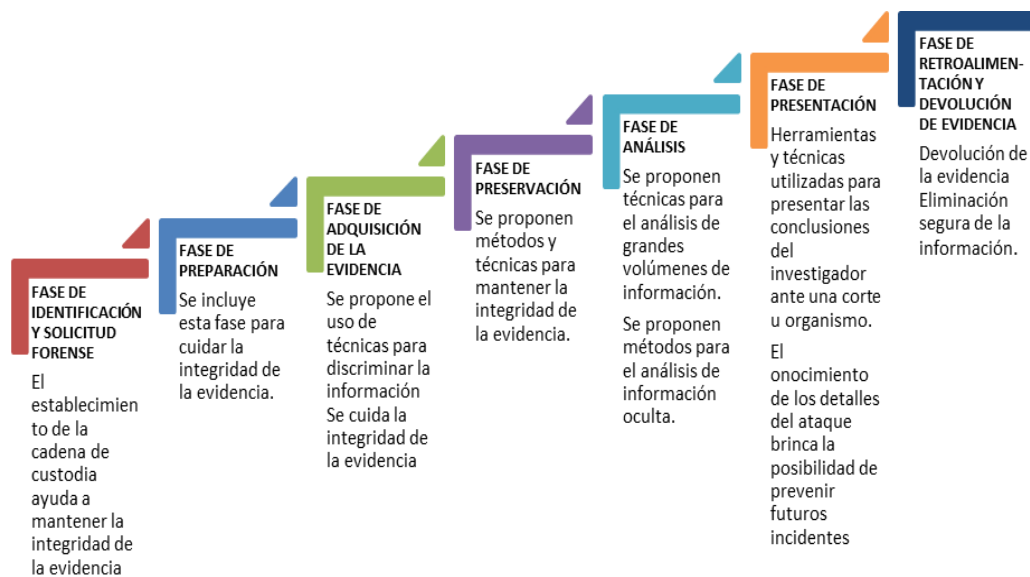 FASE DE
IDENTIFICACIÓN
Y SOLICITUD
FORENSE
El
establecimien
to de la
cadena de
custodia
ayuda a
mantener la
integridad de
la evidencia
FASE DE
PREPARACIÓN
Se incluye
esta fase para
cuidar la
integridad de
la evidencia.
FASE DE
ADQUISICIÓN
DE LA
EVIDENCIA
Se propone el
uso de
técnicas para
discriminar la
información
Se cuida la
integridad de
la evidencia
FASE DE
PRESERVACIÓN
Se proponen
métodos y
técnicas para
mantener la
integridad de
la evidencia.
FASE DE
ANÁLISIS
Se proponen
técnicas para
el análisis de
grandes
volúmenes de
información.
Se proponen
métodos para
el análisis de
información
oculta.
FASE DE
PRESENTACIÓN
Herramientas
y técnicas
utilizadas para
presentar las
conclusiones
del
investigador
ante una corte
u organismo.
El
onocimiento
de los detalles
del ataque
brinca la
posibilidad de
prevenir
futuros
incidentes
FASE DE
RETROALIMEN-
TACIÓN Y
DEVOLUCIÓN
DE EVIDENCIA
Devolución de
la evidencia
Eliminación
segura de la
información.